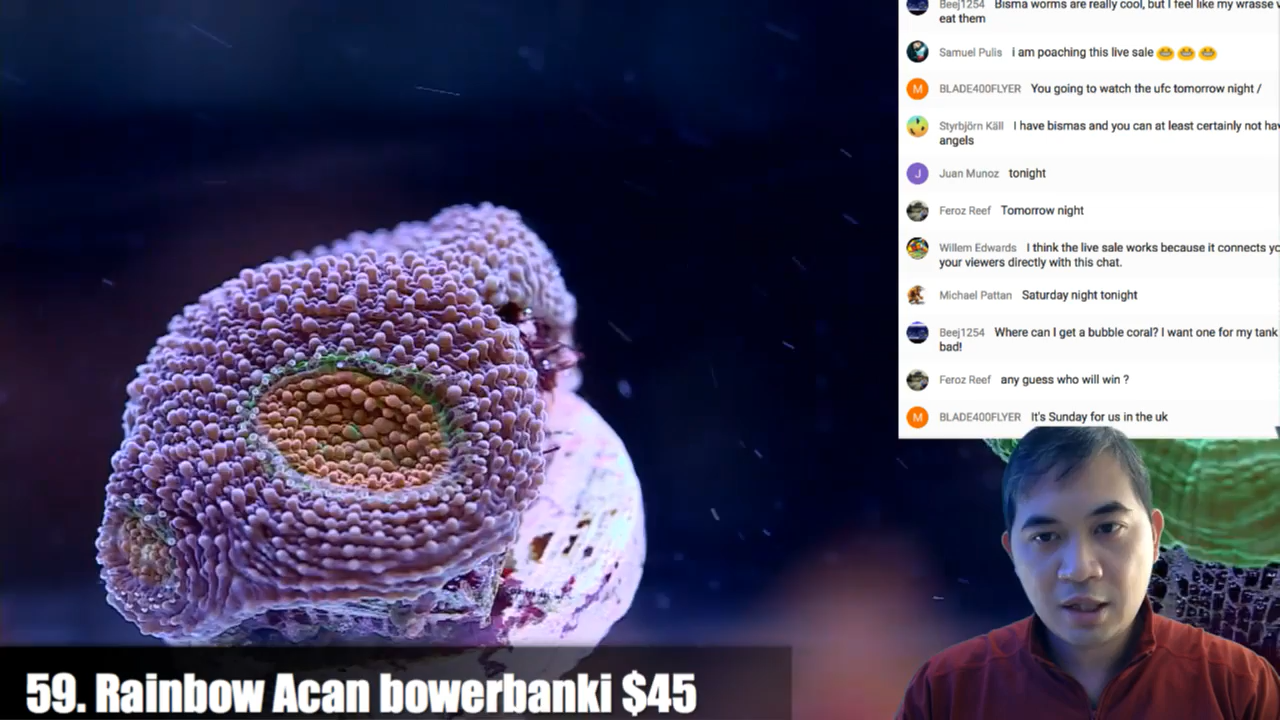 Beej1254 Bisma worms are really cool, but I feel like my wrasse
eat them
Samuel Pulis i am poaching this live sale 😂 😂 😂
M BLADE400FLYER You going to watch the ufc tomorrow night /
Styrbjörn Käll I have bismas and you can at least certainly not
angels
J Juan Munoz tonight
Feroz Reef Tomorrow night
Willem Edwards I think the live sale works because it connects
your viewers directly with this chat.
Michael Pattan Saturday night tonight
Beej1254 Where can I get a bubble coral? I want one for my tank
bad!
Feroz Reef any guess who will win ?
M BLADE400FLYER It's Sunday for us in the uk
59. Rainbow Acan bowerbanki $45